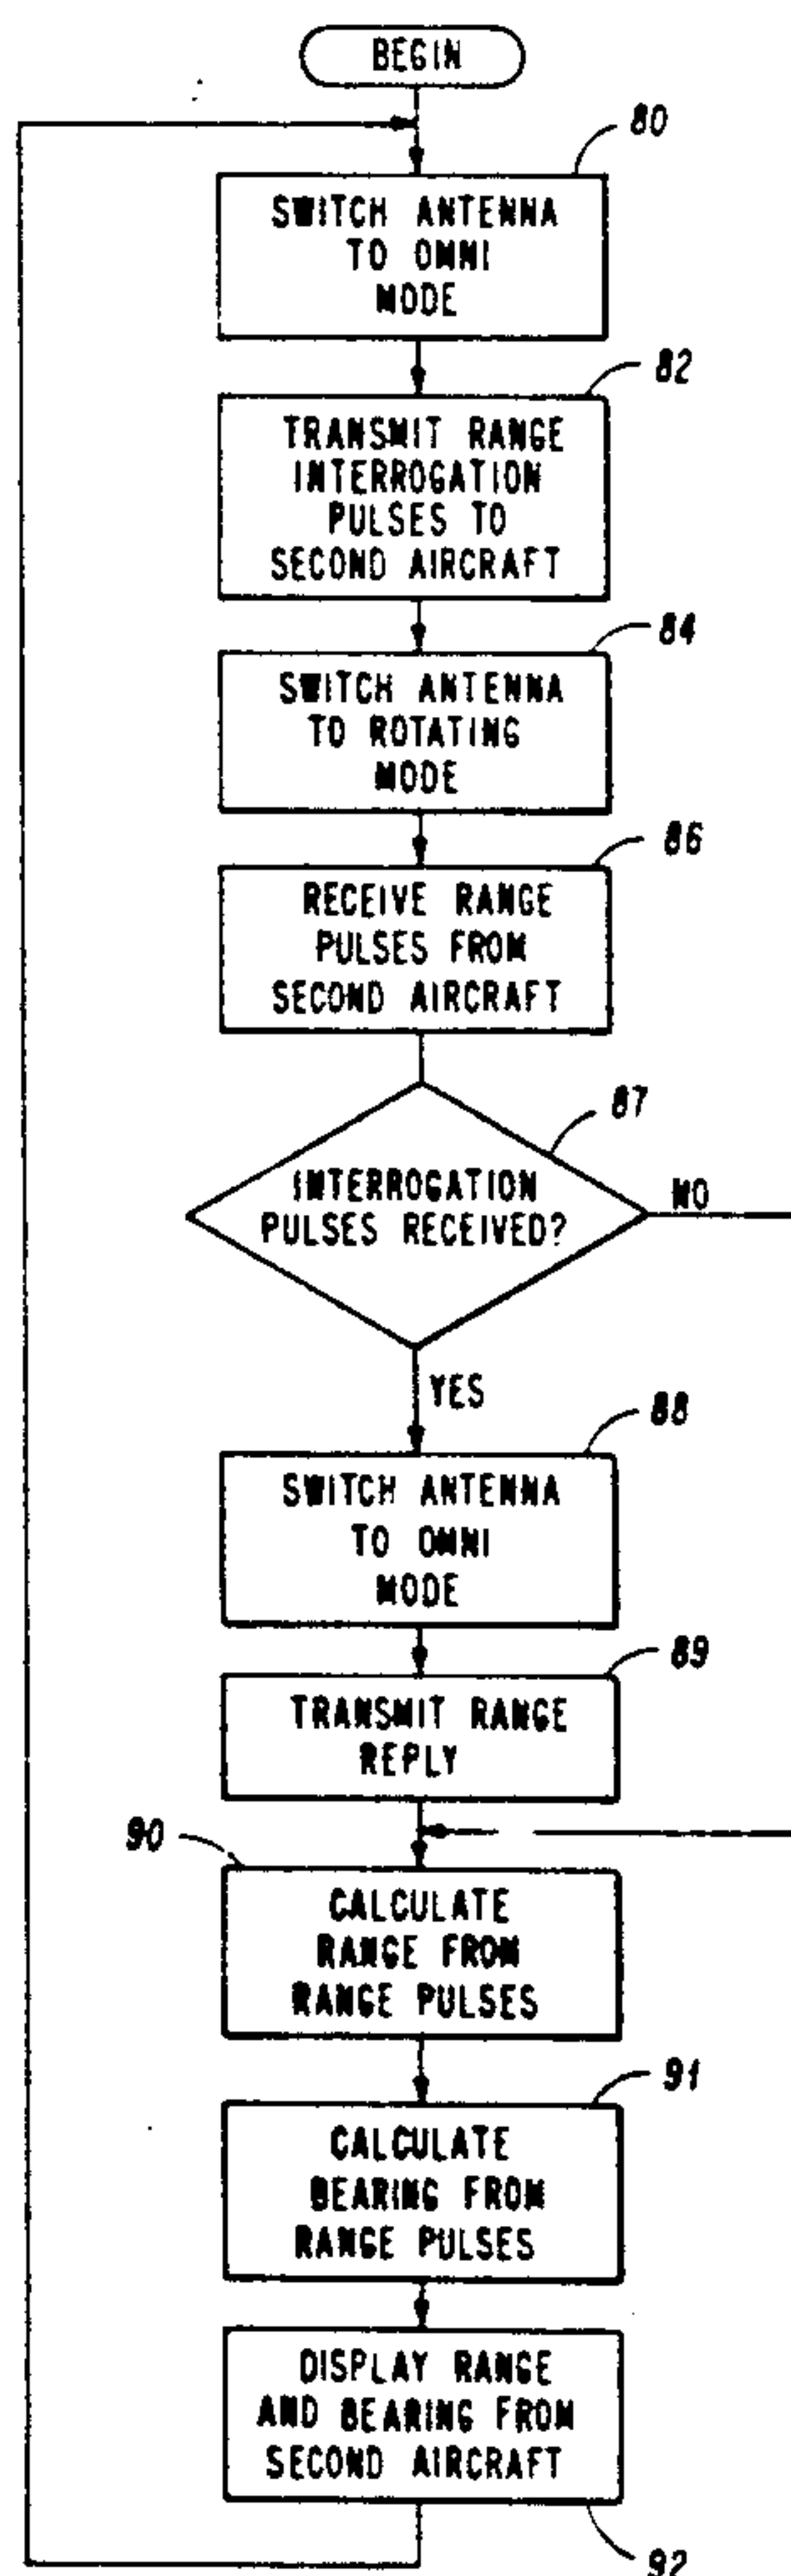 BEGIN
80
SWITCH ANTENNA
TO OMNI
MODE
82
TRANSMIT RANGE
INTERROGATION
PULSES TO
SECOND AIRCRAFT
84
SWITCH ANTENNA
TO ROTATING
MODE
86
RECEIVE RANGE
PULSES FROM
SECOND AIRCRAFT
87
INTERROGATION
PULSES RECEIVED?
NO
YES
88
SWITCH ANTENNA
TO OMNI
MODE
89
TRANSMIT RANGE
REPLY
90
CALCULATE
RANGE FROM
RANGE PULSES
91
CALCULATE
BEARING FROM
RANGE PULSES
DISPLAY RANGE
AND BEARING FROM
SECOND AIRCRAFT
92